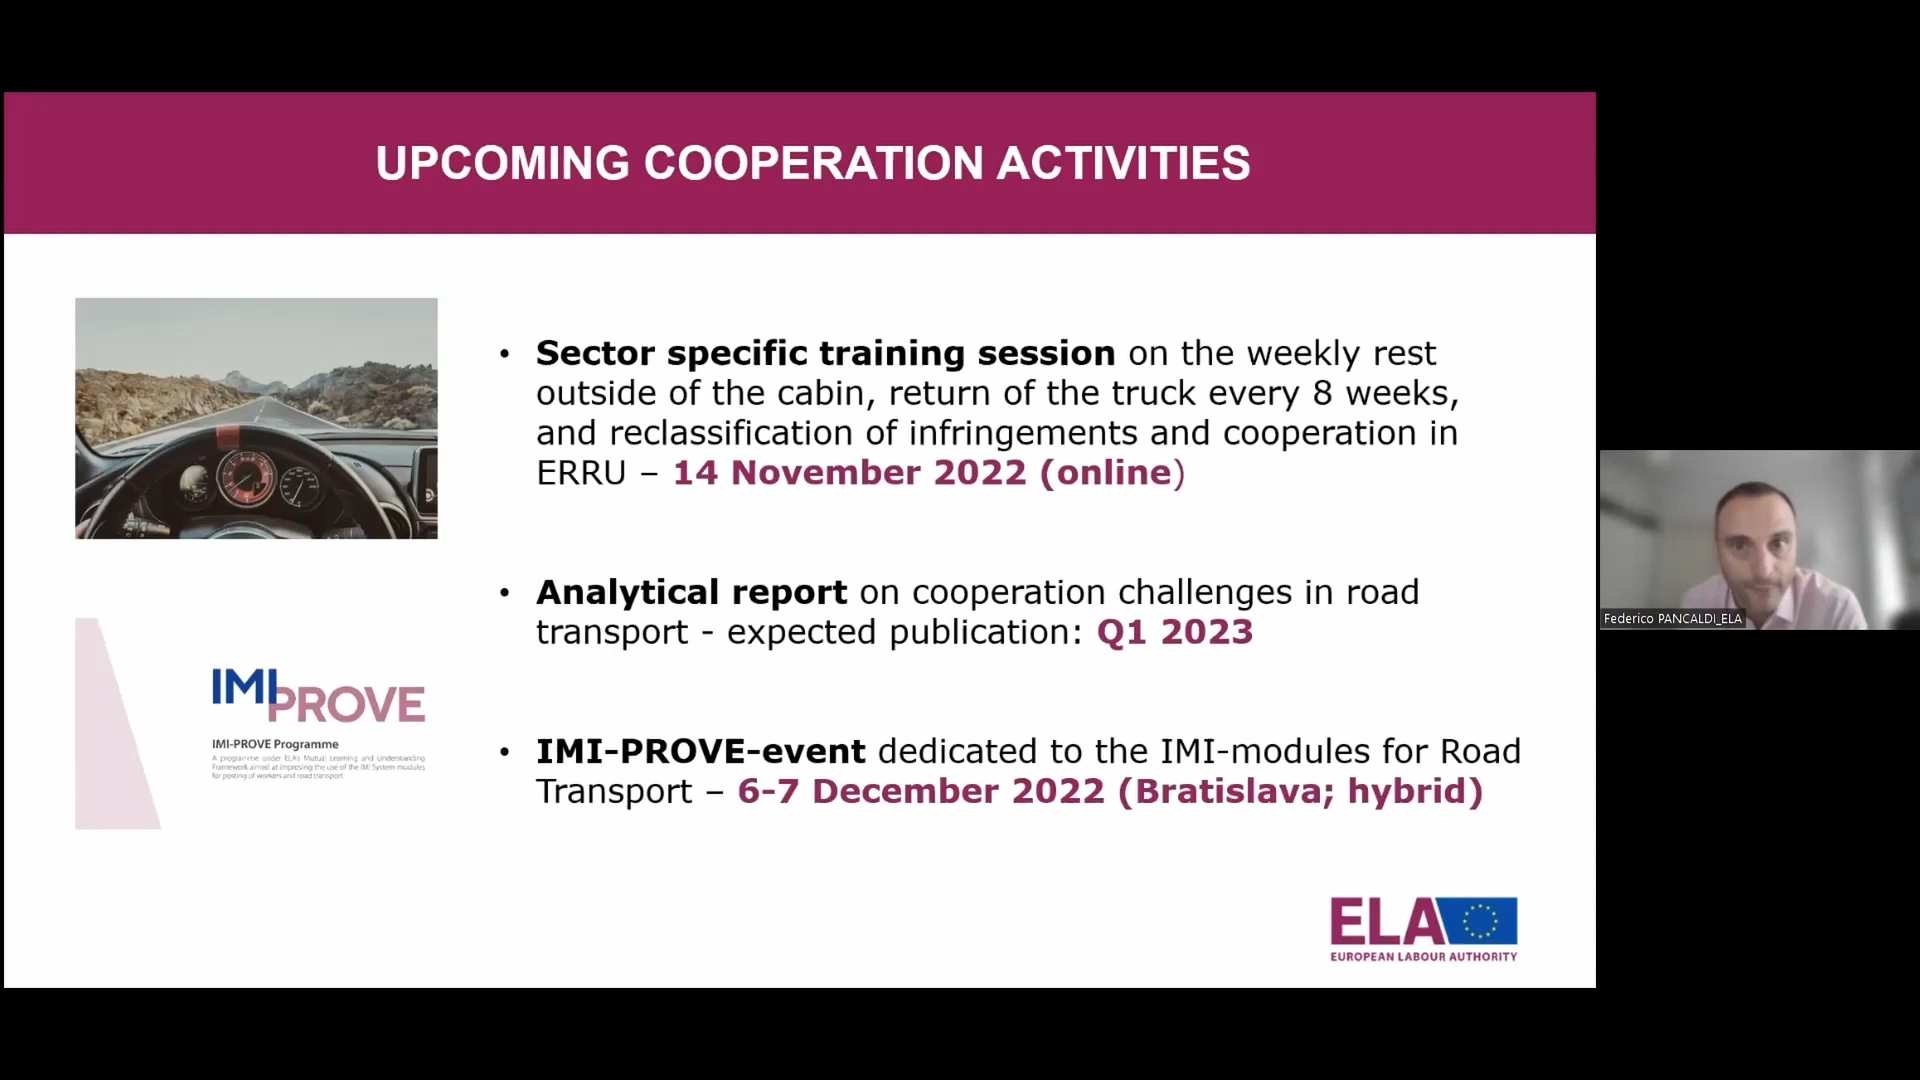 UPCOMING COOPERATION ACTIVITIES
• Sector specific training session on the weekly rest
outside of the cabin, return of the truck every 8 weeks,
and reclassification of infringements and cooperation in
ERRU – 14 November 2022 (online)
• Analytical report on cooperation challenges in road
transport - expected publication: Q1 2023
IMI
PROVE
IMI-PROVE Programme
A programme under ELA's Mutual Learning and Understanding
Framework aimed at improving the use of the IMI System modules
for posting of workers and road transport
• IMI-PROVE-event dedicated to the IMI-modules for Road
Transport – 6-7 December 2022 (Bratislava; hybrid)
ELA
EUROPEAN LABOUR AUTHORITY
Federico PANCALDI_ELA